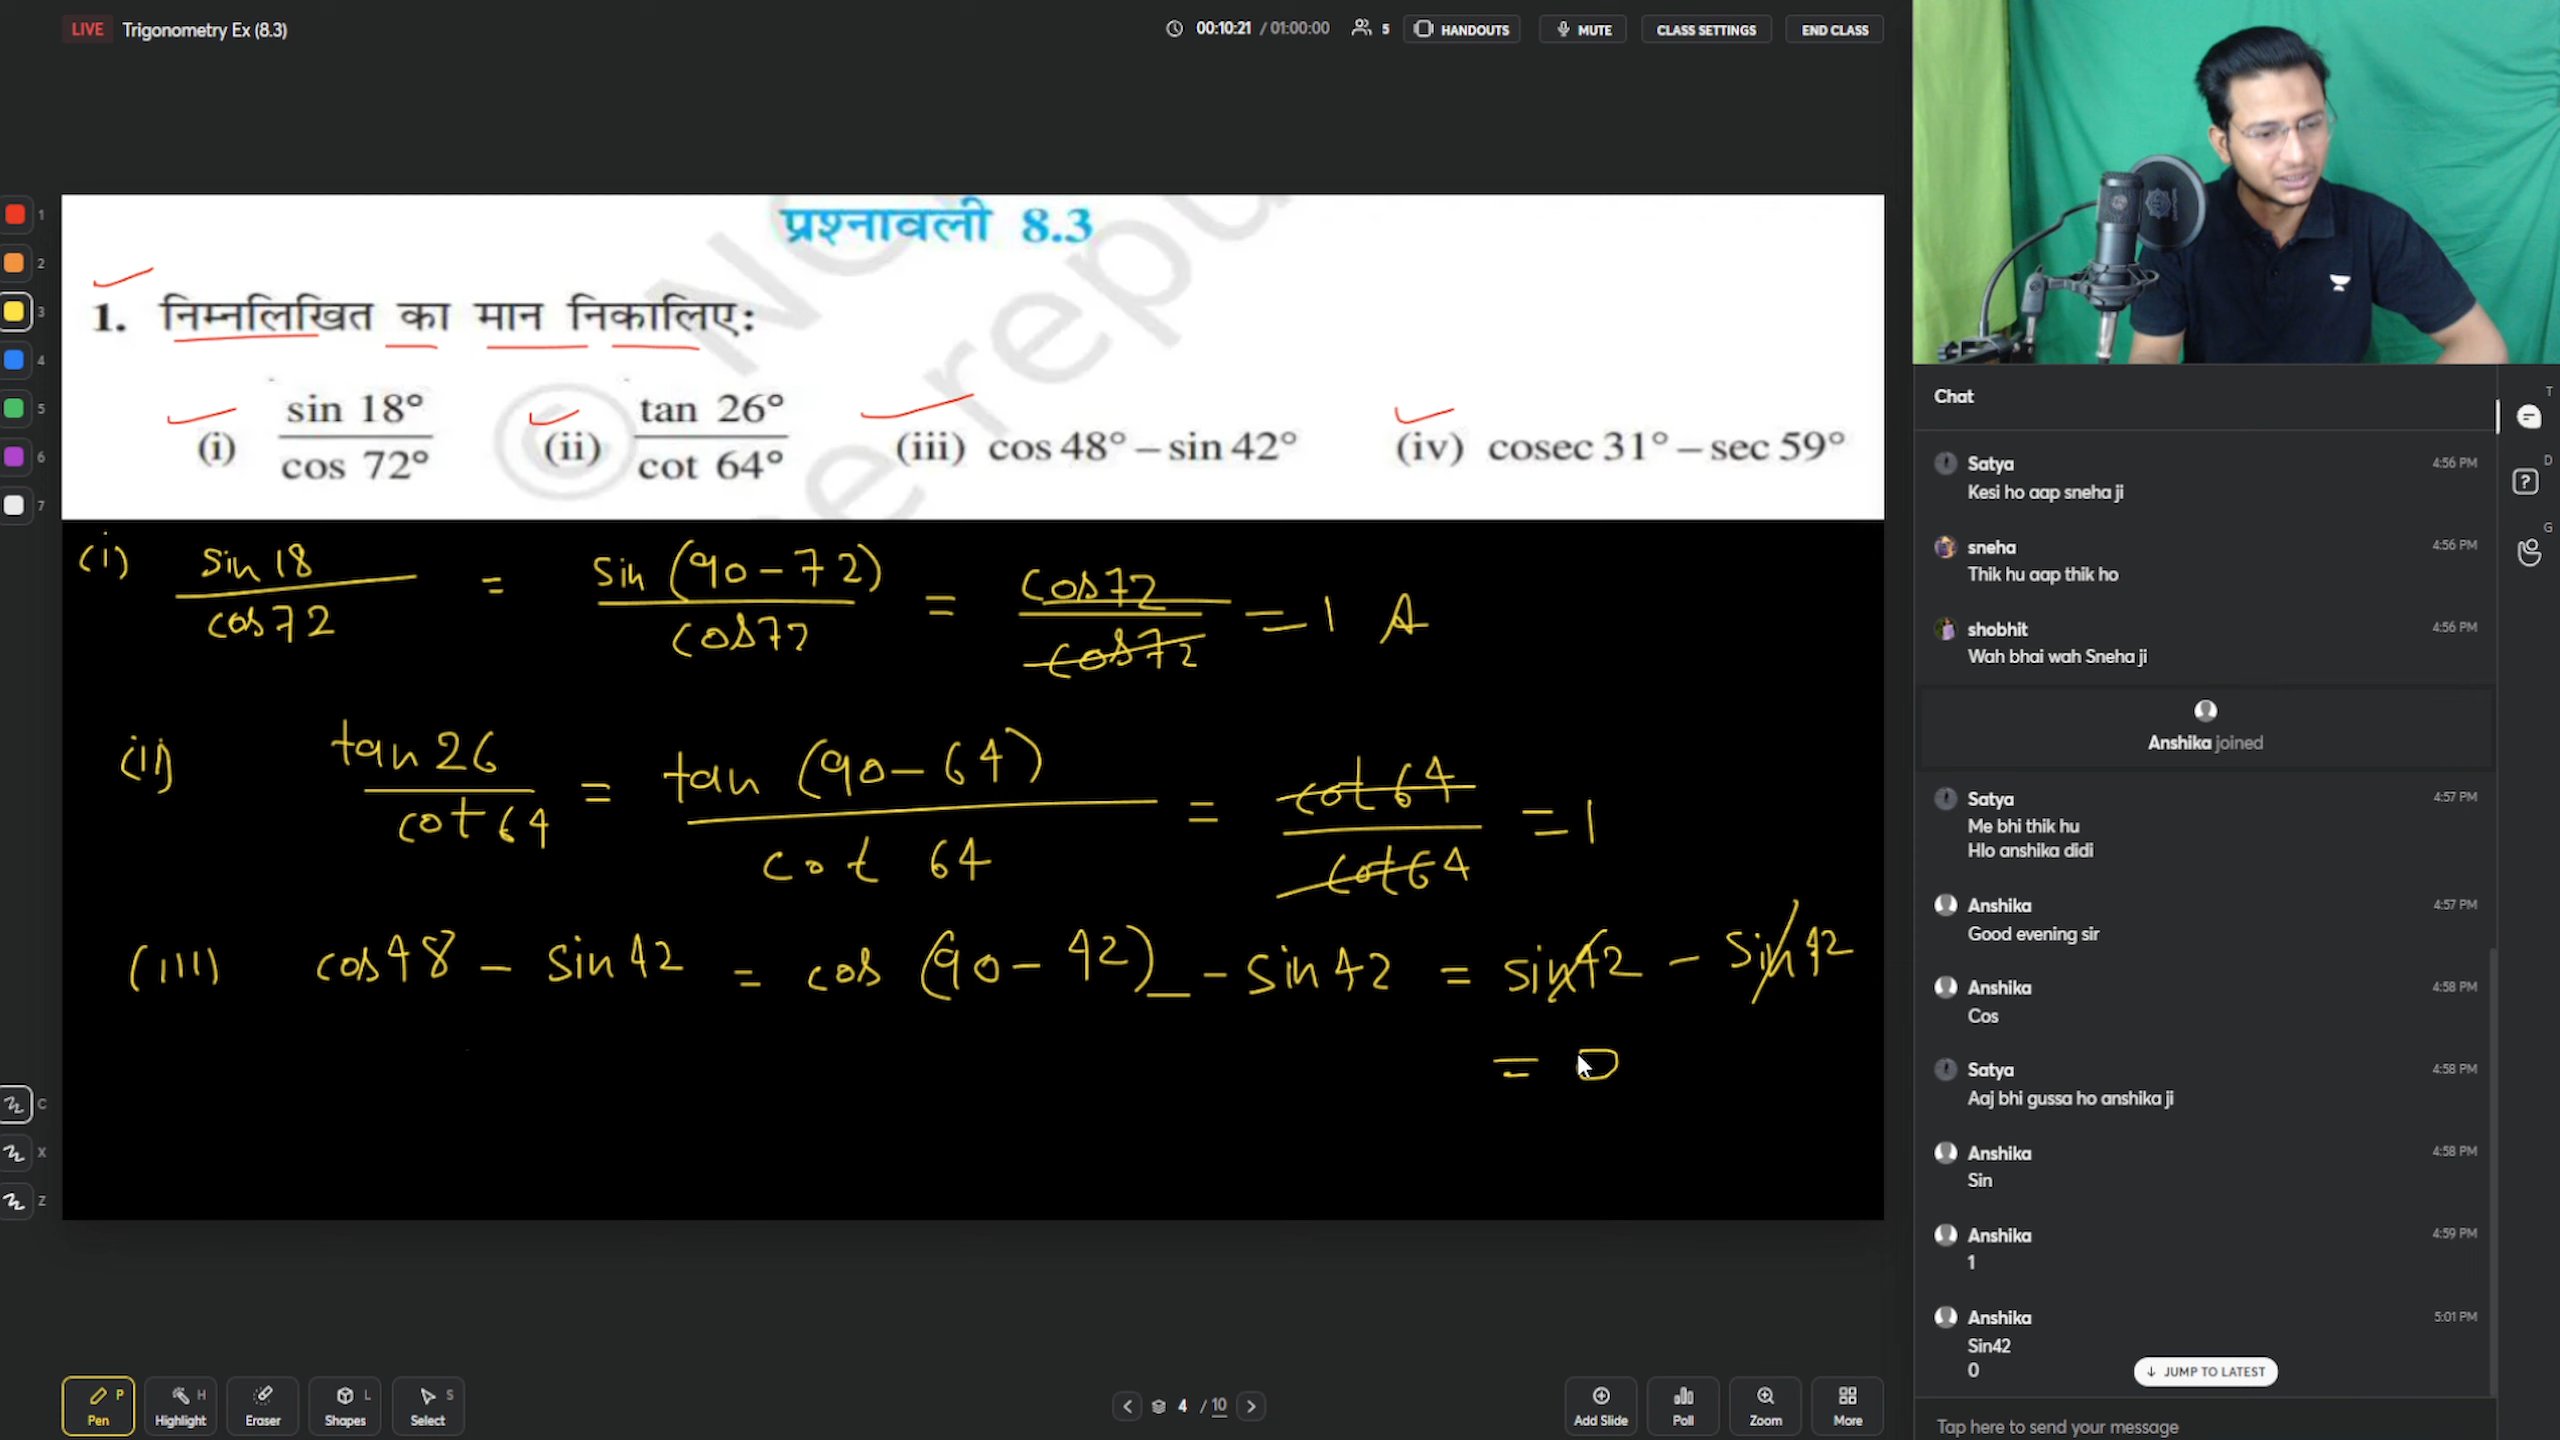 LIVE Trigonometry Ex (8.3)
00:10:21 / 01:00:00 5 HANDOUTS MUTE CLASS SETTINGS END CLASS
प्रश्नावली 8.3
1. निम्नलिखित का मान निकालिए:
(i) sin 18° / cos 72° (ii) tan 26° / cot 64° (iii) cos 48° – sin 42° (iv) cosec 31° – sec 59°
(i) sin 18 / cos 72 = sin (90 - 72) / cos 72 = cos 72 / cos 72 = 1 A
(ii) tan 26 / cot 64 = tan (90 - 64) / cot 64 = cot 64 / cot 64 = 1
(iii) cos 48 - sin 42 = cos (90 - 42) - sin 42 = sin 42 - sin 42
= 0
1
2
3
4
5
6
7
C
X
Z
Pen P
Highlight H
Eraser
Shapes L
Select S
4 / 10
Add Slide
Poll
Zoom
More
Chat
Satya 4:56 PM
Kesi ho aap sneha ji
sneha 4:56 PM
Thik hu aap thik ho
shobhit 4:56 PM
Wah bhai wah Sneha ji
Anshika joined
Satya 4:57 PM
Me bhi thik hu
Hlo anshika didi
Anshika 4:57 PM
Good evening sir
Anshika 4:58 PM
Cos
Satya 4:58 PM
Aaj bhi gussa ho anshika ji
Anshika 4:58 PM
Sin
Anshika 4:59 PM
1
Anshika 5:01 PM
Sin42
0
JUMP TO LATEST
Tap here to send your message
T
D
?
G